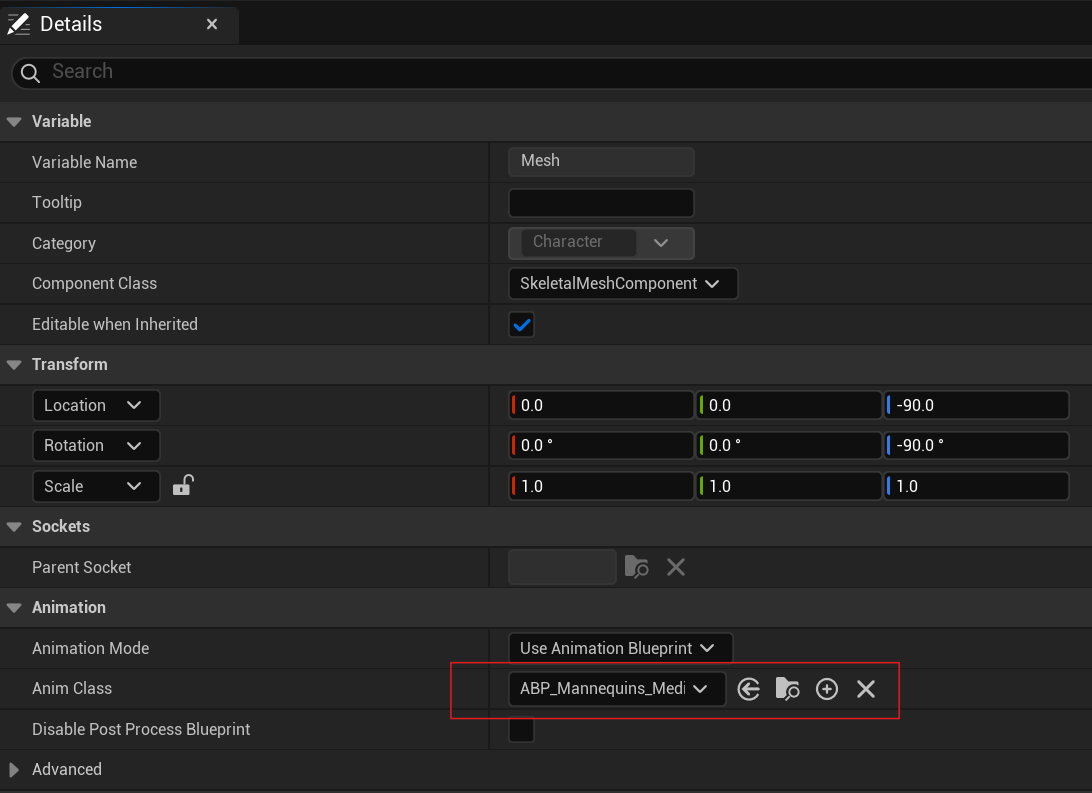 Details
Search
Variable
Variable Name Mesh
Tooltip
Category Character
Component Class SkeletalMeshComponent
Editable when Inherited
Transform
Location 0.0 0.0 -90.0
Rotation 0.0 ° 0.0 ° -90.0 °
Scale 1.0 1.0 1.0
Sockets
Parent Socket
Animation
Animation Mode Use Animation Blueprint
Anim Class ABP_Mannequins_Medi
Disable Post Process Blueprint
Advanced